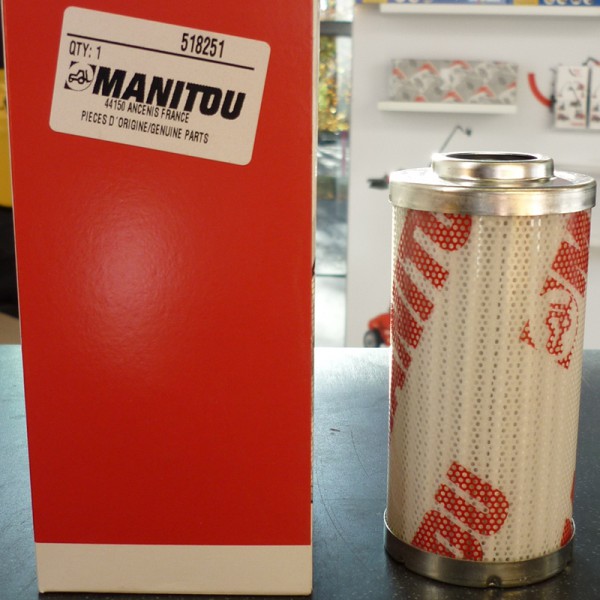 518251
QTY: 1
MANITOU
44150 ANCENIS FRANCE
PIECES D'ORIGINE/GENUINE PARTS